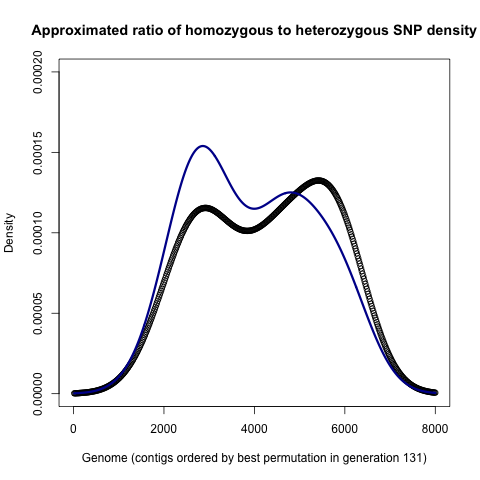 Approximated ratio of homozygous to heterozygous SNP density
0.00020
0.00015
0.00010
0.00005
0.00000
Density
0 2000 4000 6000 8000
Genome (contigs ordered by best permutation in generation 131)